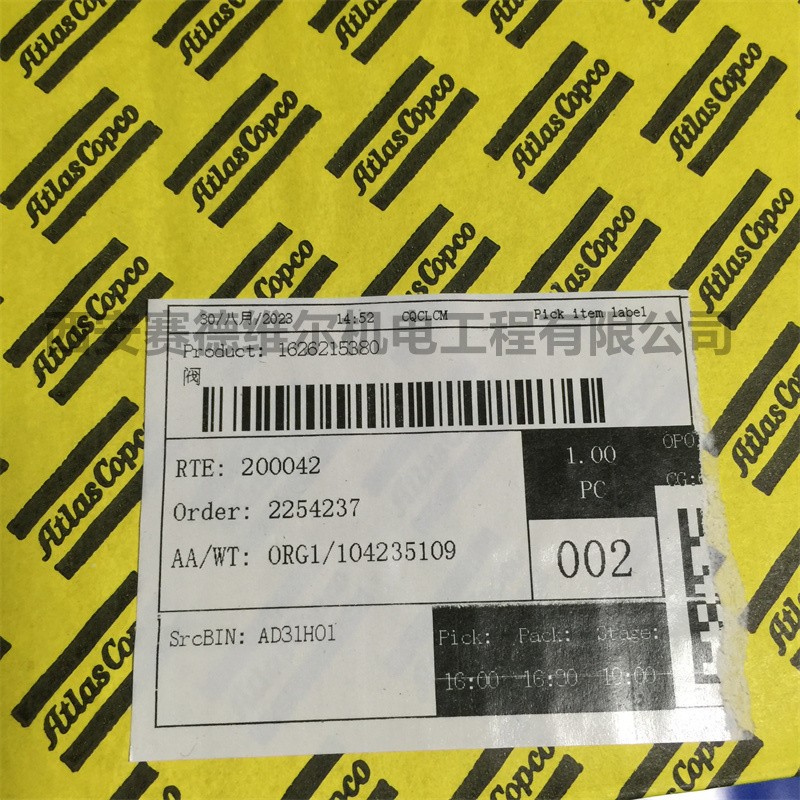 Atlas Copco
30/八月/2023 14:52 CQCLCM Pick item label
西安赛德维尔机电工程有限公司
Product: 1626215380
阀
RTE: 200042
1.00
PC
OPO
CG:
Order: 2254237
AA/WT: ORG1/104235109
002
SrcBIN: AD31H01
Pick: Pack: Stage:
16:00 16:30 19:00